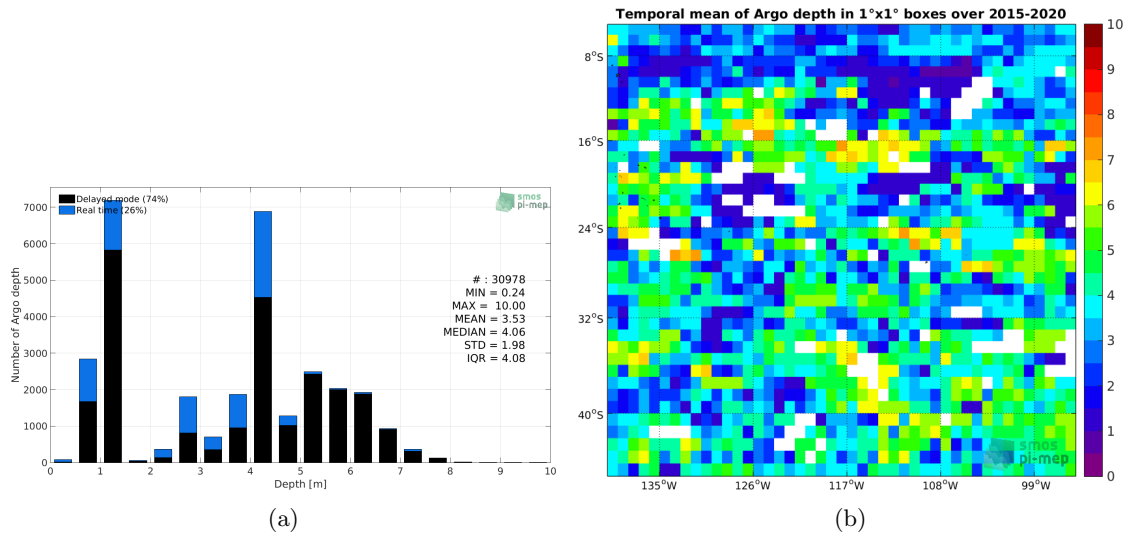 Delayed mode (74%)
Real time (26%)
smos
pi-mep
# : 30978
MIN = 0.24
MAX = 10.00
MEAN = 3.53
MEDIAN = 4.06
STD = 1.98
IQR = 4.08
Number of Argo depth
7000
6000
5000
4000
3000
2000
1000
0
0 1 2 3 4 5 6 7 8 9 10
Depth [m]
(a)
Temporal mean of Argo depth in 1°x1° boxes over 2015-2020
8°S
16°S
24°S
32°S
40°S
135°W 126°W 117°W 108°W 99°W
smos
pi-mep
10
9
8
7
6
5
4
3
2
1
0
(b)